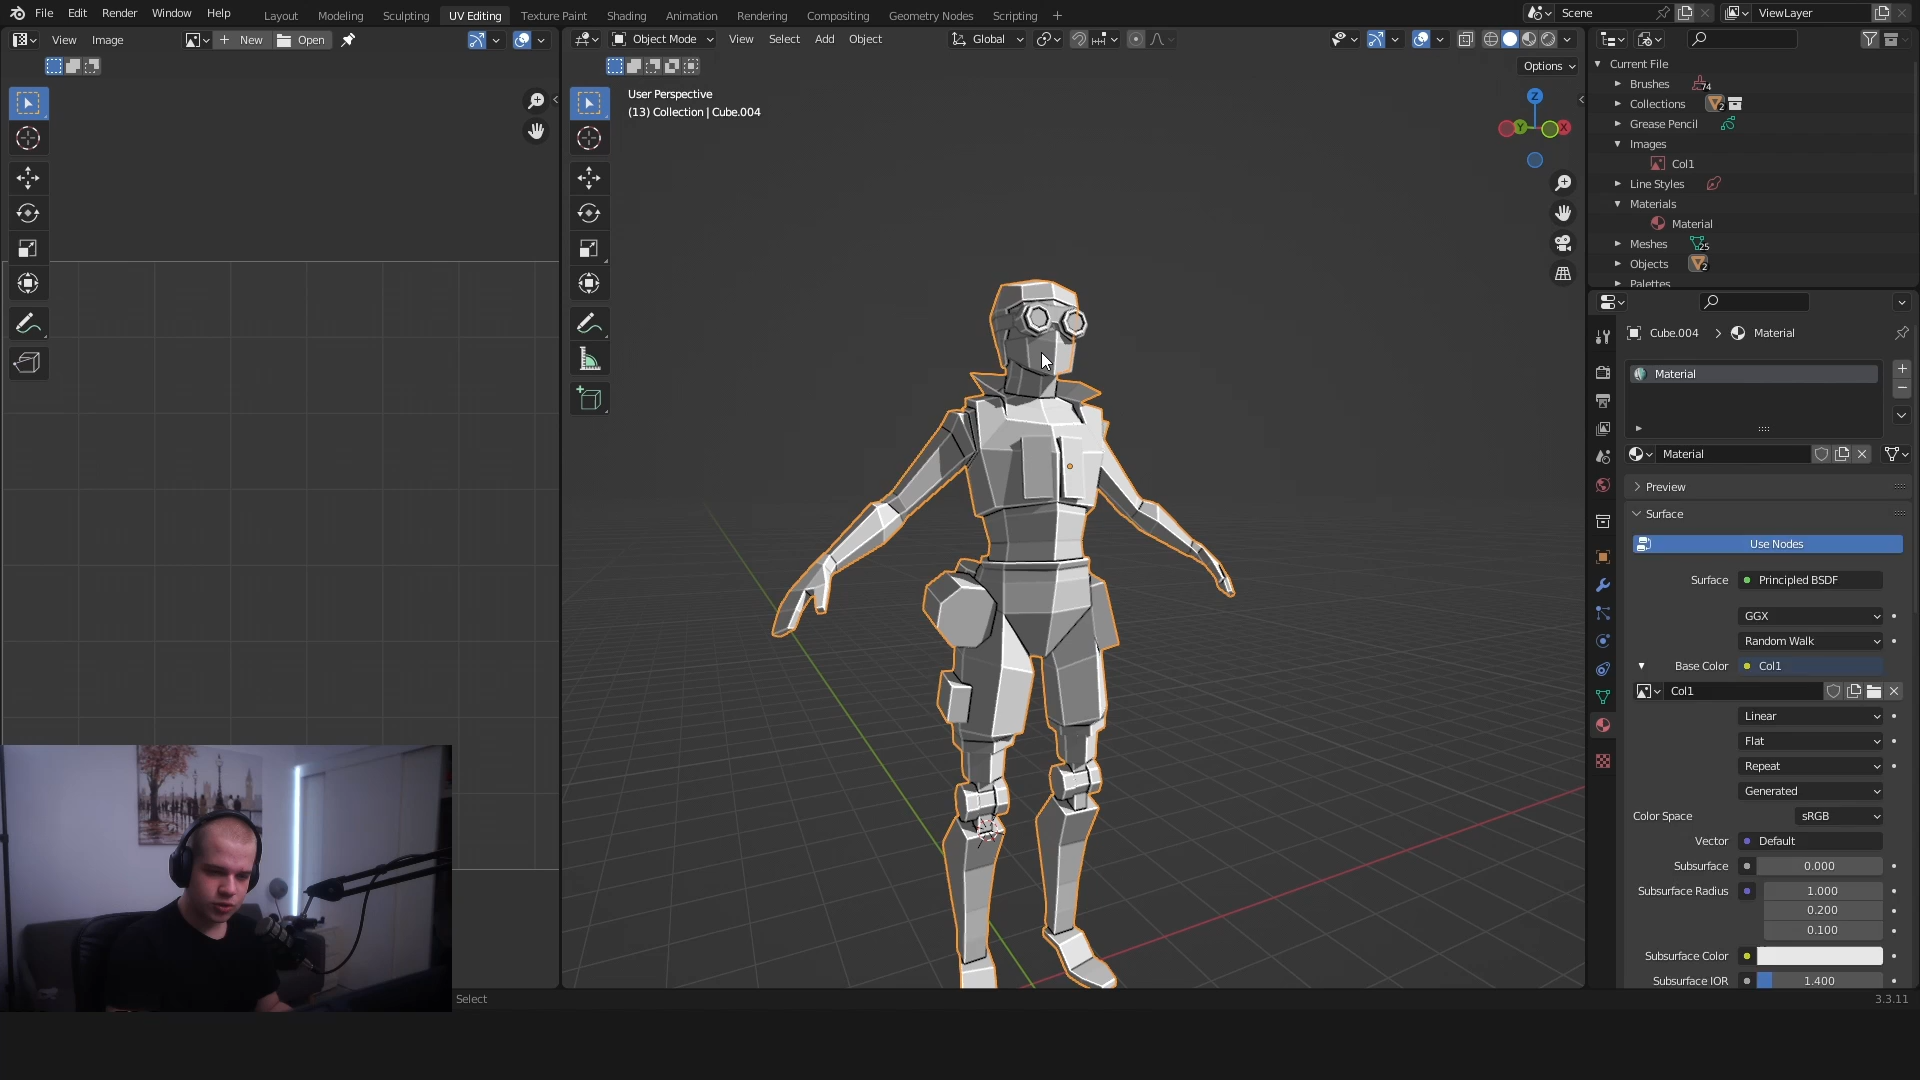 File Edit Render Window Help Layout Modeling Sculpting UV Editing Texture Paint Shading Animation Rendering Compositing Geometry Nodes Scripting Scene ViewLayer
View Image New Open
Object Mode View Select Add Object Global
Options
User Perspective
(13) Collection | Cube.004
Z
Y
X
Current File
Brushes 74
Collections 2
Grease Pencil
Images
Col1
Line Styles
Materials
Material
Meshes 25
Objects 2
Palettes
Cube.004 > Material
Material
Material
Preview
Surface
Use Nodes
Surface Principled BSDF
GGX
Random Walk
Base Color Col1
Col1
Linear
Flat
Repeat
Generated
Color Space sRGB
Vector Default
Subsurface 0.000
Subsurface Radius 1.000
0.200
0.100
Subsurface Color
Subsurface IOR 1.400
Select
3.3.11